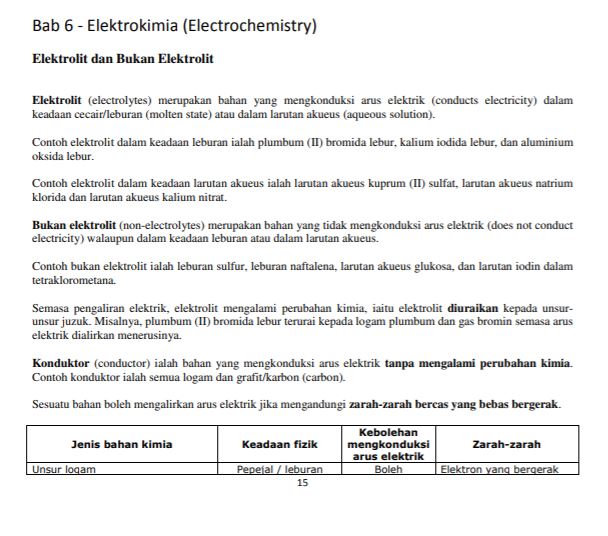 Bab 6 - Elektrokimia (Electrochemistry)
Elektrolit dan Bukan Elektrolit
Elektrolit (electrolytes) merupakan bahan yang mengkonduksi arus elektrik (conducts electricity) dalam
keadaan cecair/leburan (molten state) atau dalam larutan akueus (aqueous solution).
Contoh elektrolit dalam keadaan leburan ialah plumbum (II) bromida lebur, kalium iodida lebur, dan aluminium
oksida lebur.
Contoh elektrolit dalam keadaan larutan akueus ialah larutan akueus kuprum (II) sulfat, larutan akueus natrium
klorida dan larutan akueus kalium nitrat.
Bukan elektrolit (non-electrolytes) merupakan bahan yang tidak mengkonduksi arus elektrik (does not conduct
electricity) walaupun dalam keadaan leburan atau dalam larutan akueus.
Contoh bukan elektrolit ialah leburan sulfur, leburan naftalena, larutan akueus glukosa, dan larutan iodin dalam
tetraklorometana.
Semasa pengaliran elektrik, elektrolit mengalami perubahan kimia, iaitu elektrolit diuraikan kepada unsur-
unsur juzuk. Misalnya, plumbum (II) bromida lebur terurai kepada logam plumbum dan gas bromin semasa arus
elektrik dialirkan menerusinya.
Konduktor (conductor) ialah bahan yang mengkonduksi arus elektrik tanpa mengalami perubahan kimia.
Contoh konduktor ialah semua logam dan grafit/karbon (carbon).
Sesuatu bahan boleh mengalirkan arus elektrik jika mengandungi zarah-zarah bercas yang bebas bergerak.
Jenis bahan kimia Keadaan fizik Kebolehan mengkonduksi arus elektrik Zarah-zarah
Unsur logam Pepejal / leburan Boleh Elektron yang bergerak
15